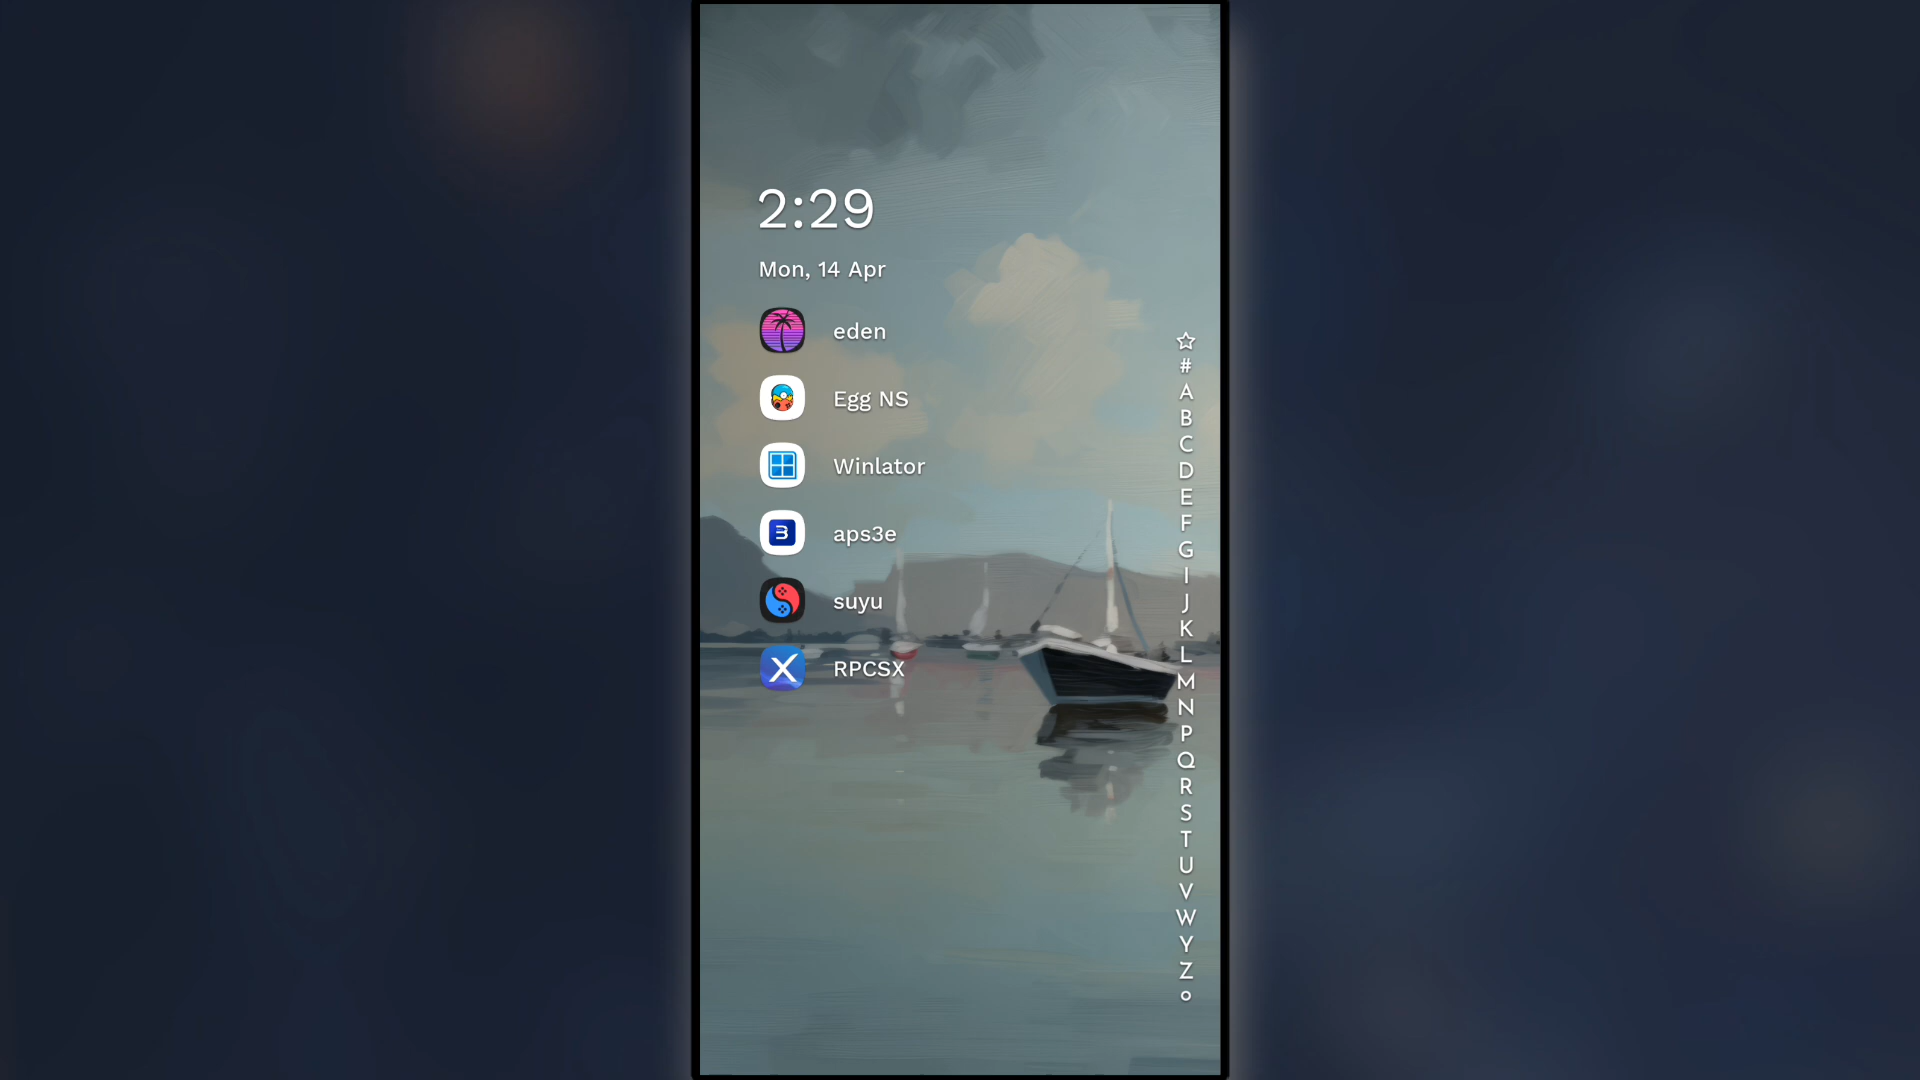 2:29
Mon, 14 Apr
eden
Egg NS
Winlator
aps3e
suyu
RPCSX
#
A
B
C
D
E
F
G
I
J
K
L
M
N
P
Q
R
S
T
U
V
W
Y
Z